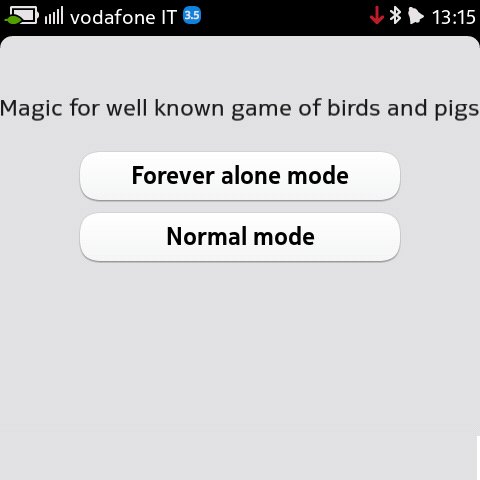 vodafone IT 3.5 13:15
Magic for well known game of birds and pigs
Forever alone mode
Normal mode